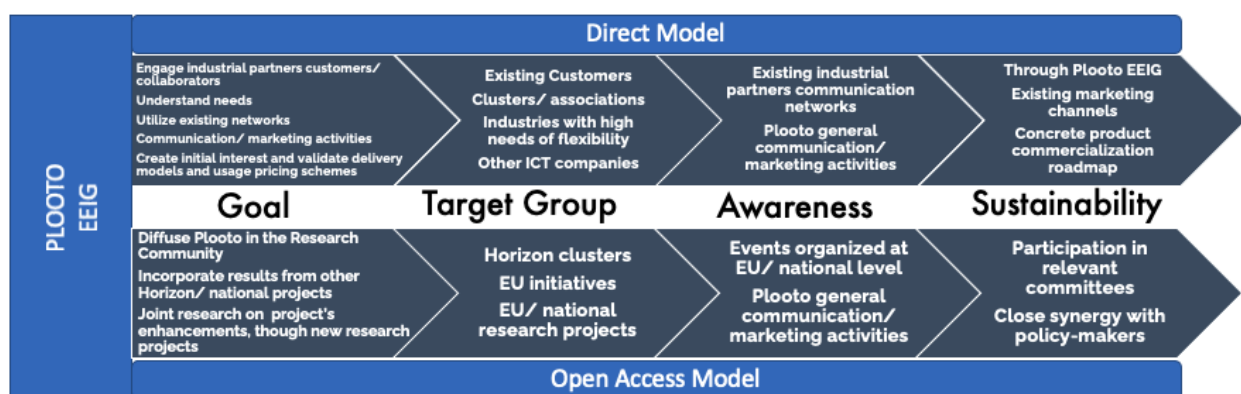 PLOOTO
EEIG
Direct Model
Engage industrial partners customers/
collaborators
Understand needs
Utilize existing networks
Communication/ marketing activities
Create initial interest and validate delivery
models and usage pricing schemes
Existing Customers
Clusters/ associations
Industries with high
needs of flexibility
Other ICT companies
Existing industrial
partners communication
networks
Plooto general
communication/
marketing activities
Through Plooto EEIG
Existing marketing
channels
Concrete product
commercialization
roadmap
Goal
Target Group
Awareness
Sustainability
Diffuse Plooto in the Research
Community
Incorporate results from other
Horizon/ national projects
Joint research on project's
enhancements, though new research
projects
Horizon clusters
EU initiatives
EU/ national
research projects
Events organized at
EU/ national level
Plooto general
communication/
marketing activities
Participation in
relevant
committees
Close synergy with
policy-makers
Open Access Model